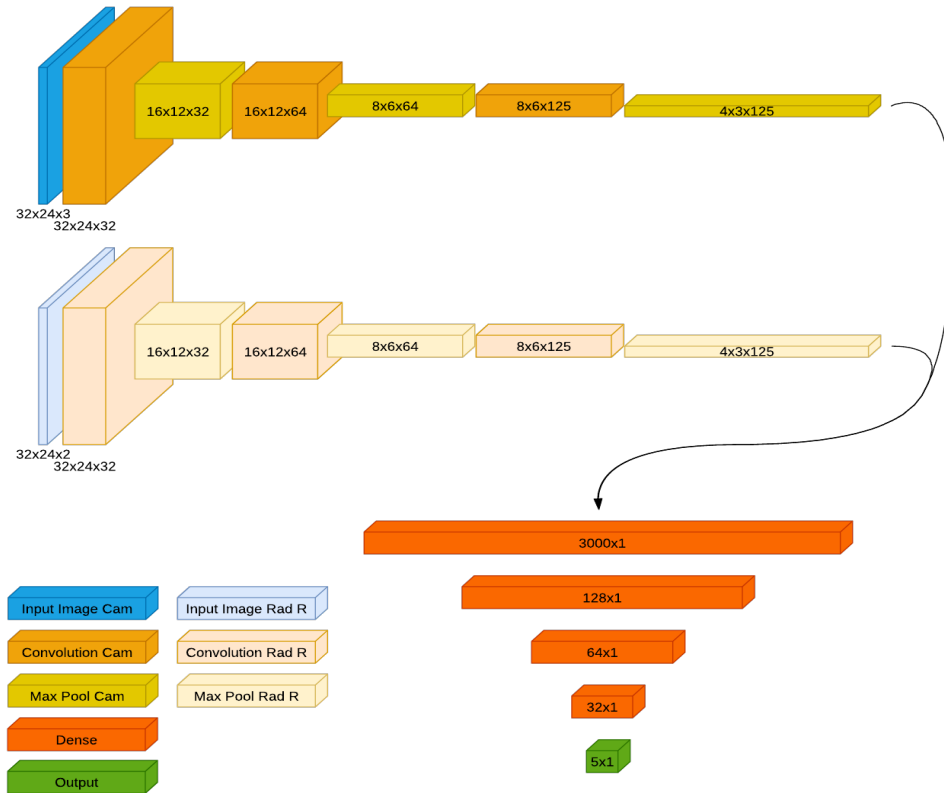 16x12x32
16x12x64
8x6x64
8x6x125
4x3x125
32x24x3
32x24x32
16x12x32
16x12x64
8x6x64
8x6x125
4x3x125
32x24x2
32x24x32
3000x1
128x1
64x1
32x1
5x1
Input Image Cam
Input Image Rad R
Convolution Cam
Convolution Rad R
Max Pool Cam
Max Pool Rad R
Dense
Output